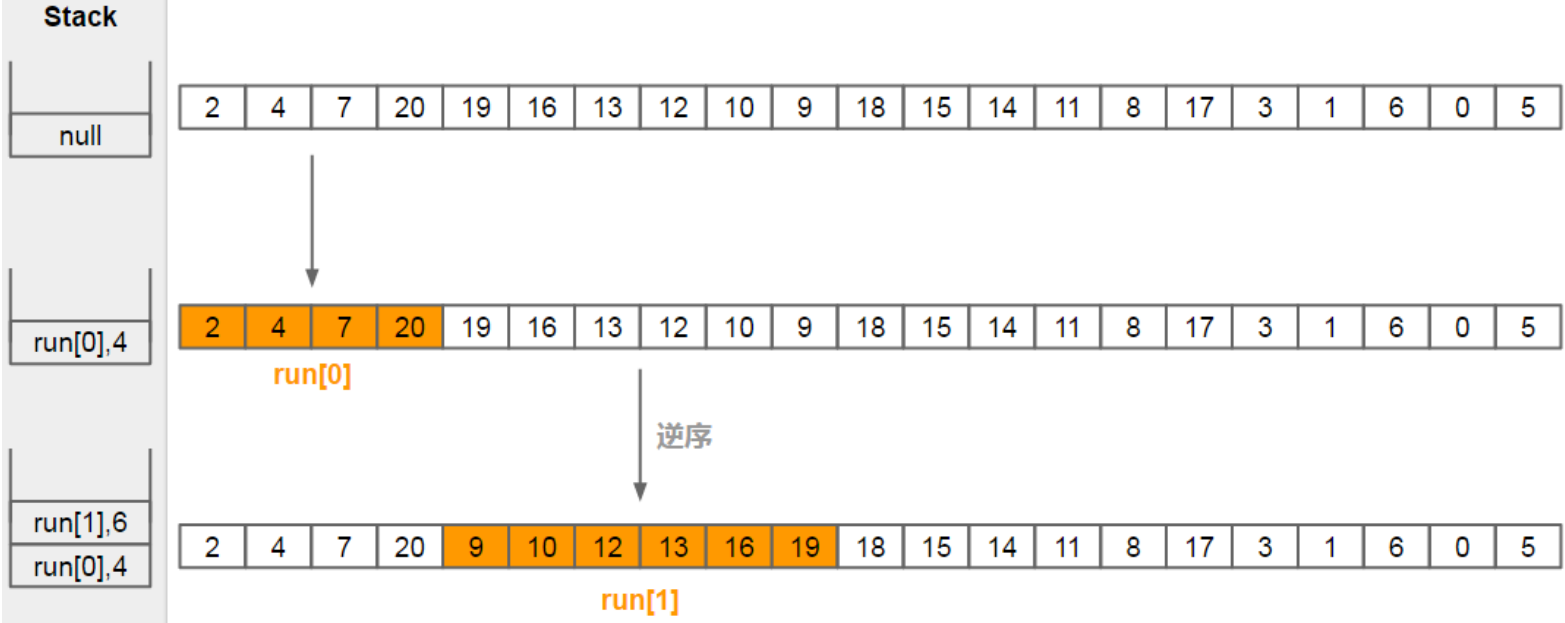 Stack
null
2 4 7 20 19 16 13 12 10 9 18 15 14 11 8 17 3 1 6 0 5
run[0],4
2 4 7 20 19 16 13 12 10 9 18 15 14 11 8 17 3 1 6 0 5
run[0]
逆序
run[1],6
run[0],4
2 4 7 20 9 10 12 13 16 19 18 15 14 11 8 17 3 1 6 0 5
run[1]